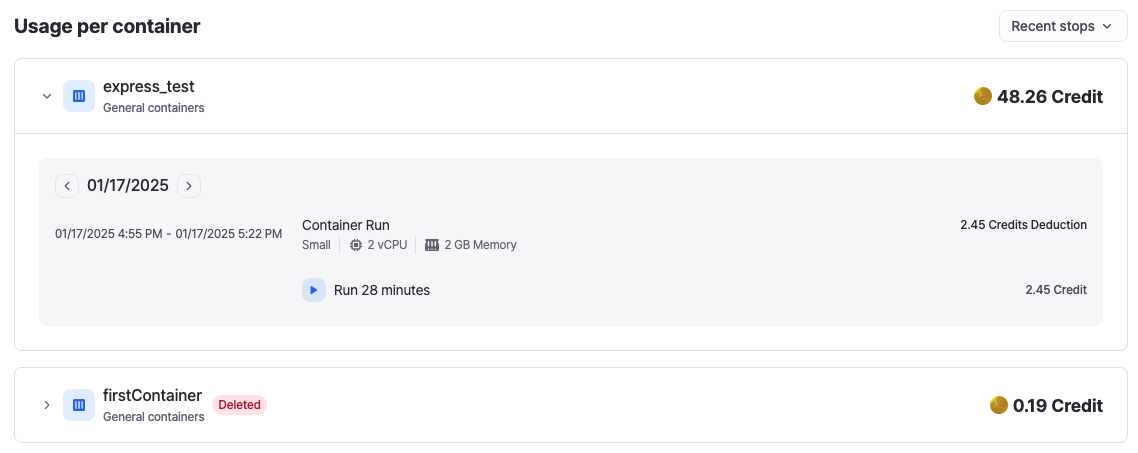 Usage per container
Recent stops
express_test
General containers
48.26 Credit
01/17/2025
01/17/2025 4:55 PM - 01/17/2025 5:22 PM
Container Run
2.45 Credits Deduction
Small 2 vCPU 2 GB Memory
Run 28 minutes
2.45 Credit
firstContainer
Deleted
General containers
0.19 Credit